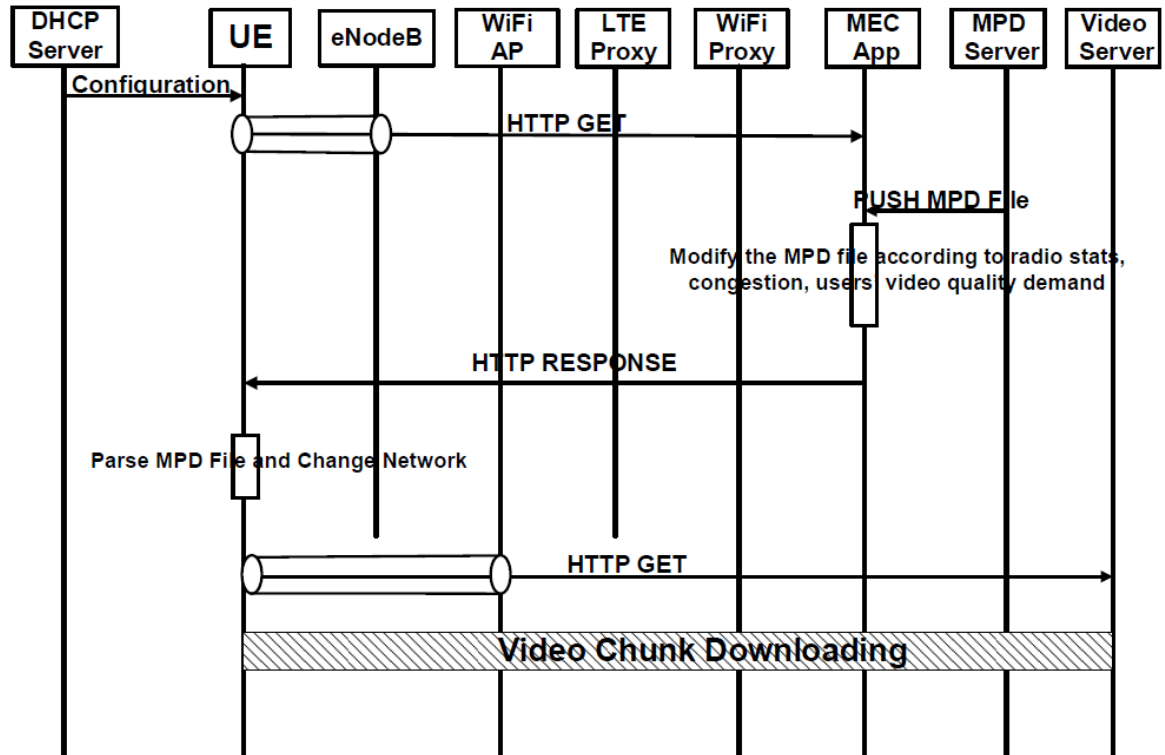 DHCP
Server
UE
eNodeB
WiFi
AP
LTE
Proxy
WiFi
Proxy
MEC
App
MPD
Server
Video
Server
Configuration
HTTP GET
PUSH MPD File
Modify the MPD file according to radio stats,
congestion, users' video quality demand
HTTP RESPONSE
Parse MPD File and Change Network
HTTP GET
Video Chunk Downloading